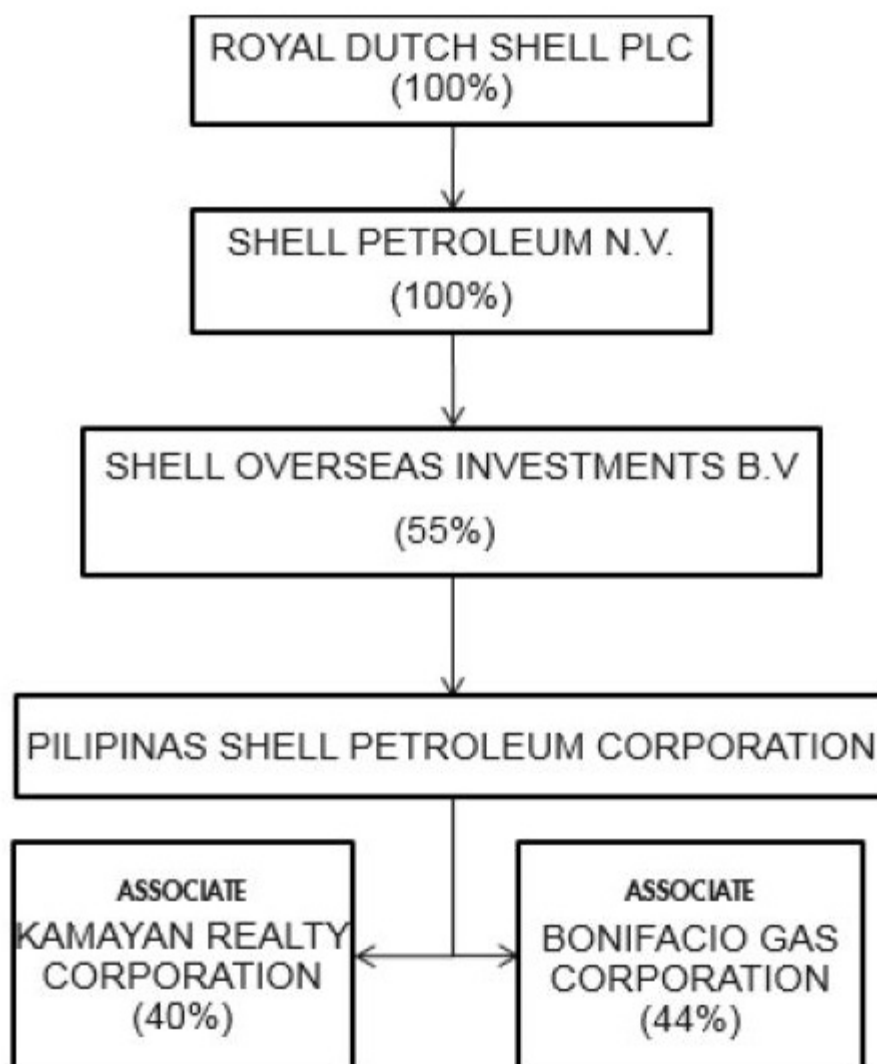 ROYAL DUTCH SHELL PLC
(100%)
SHELL PETROLEUM N.V.
(100%)
SHELL OVERSEAS INVESTMENTS B.V
(55%)
PILIPINAS SHELL PETROLEUM CORPORATION
ASSOCIATE
KAMAYAN REALTY
CORPORATION
(40%)
ASSOCIATE
BONIFACIO GAS
CORPORATION
(44%)